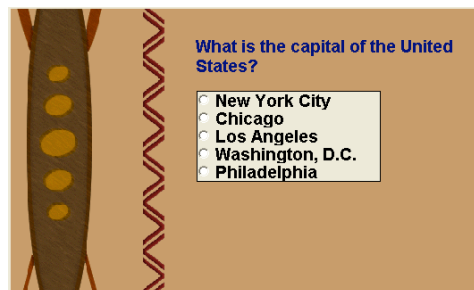 What is the capital of the United
States?
New York City
Chicago
Los Angeles
Washington, D.C.
Philadelphia